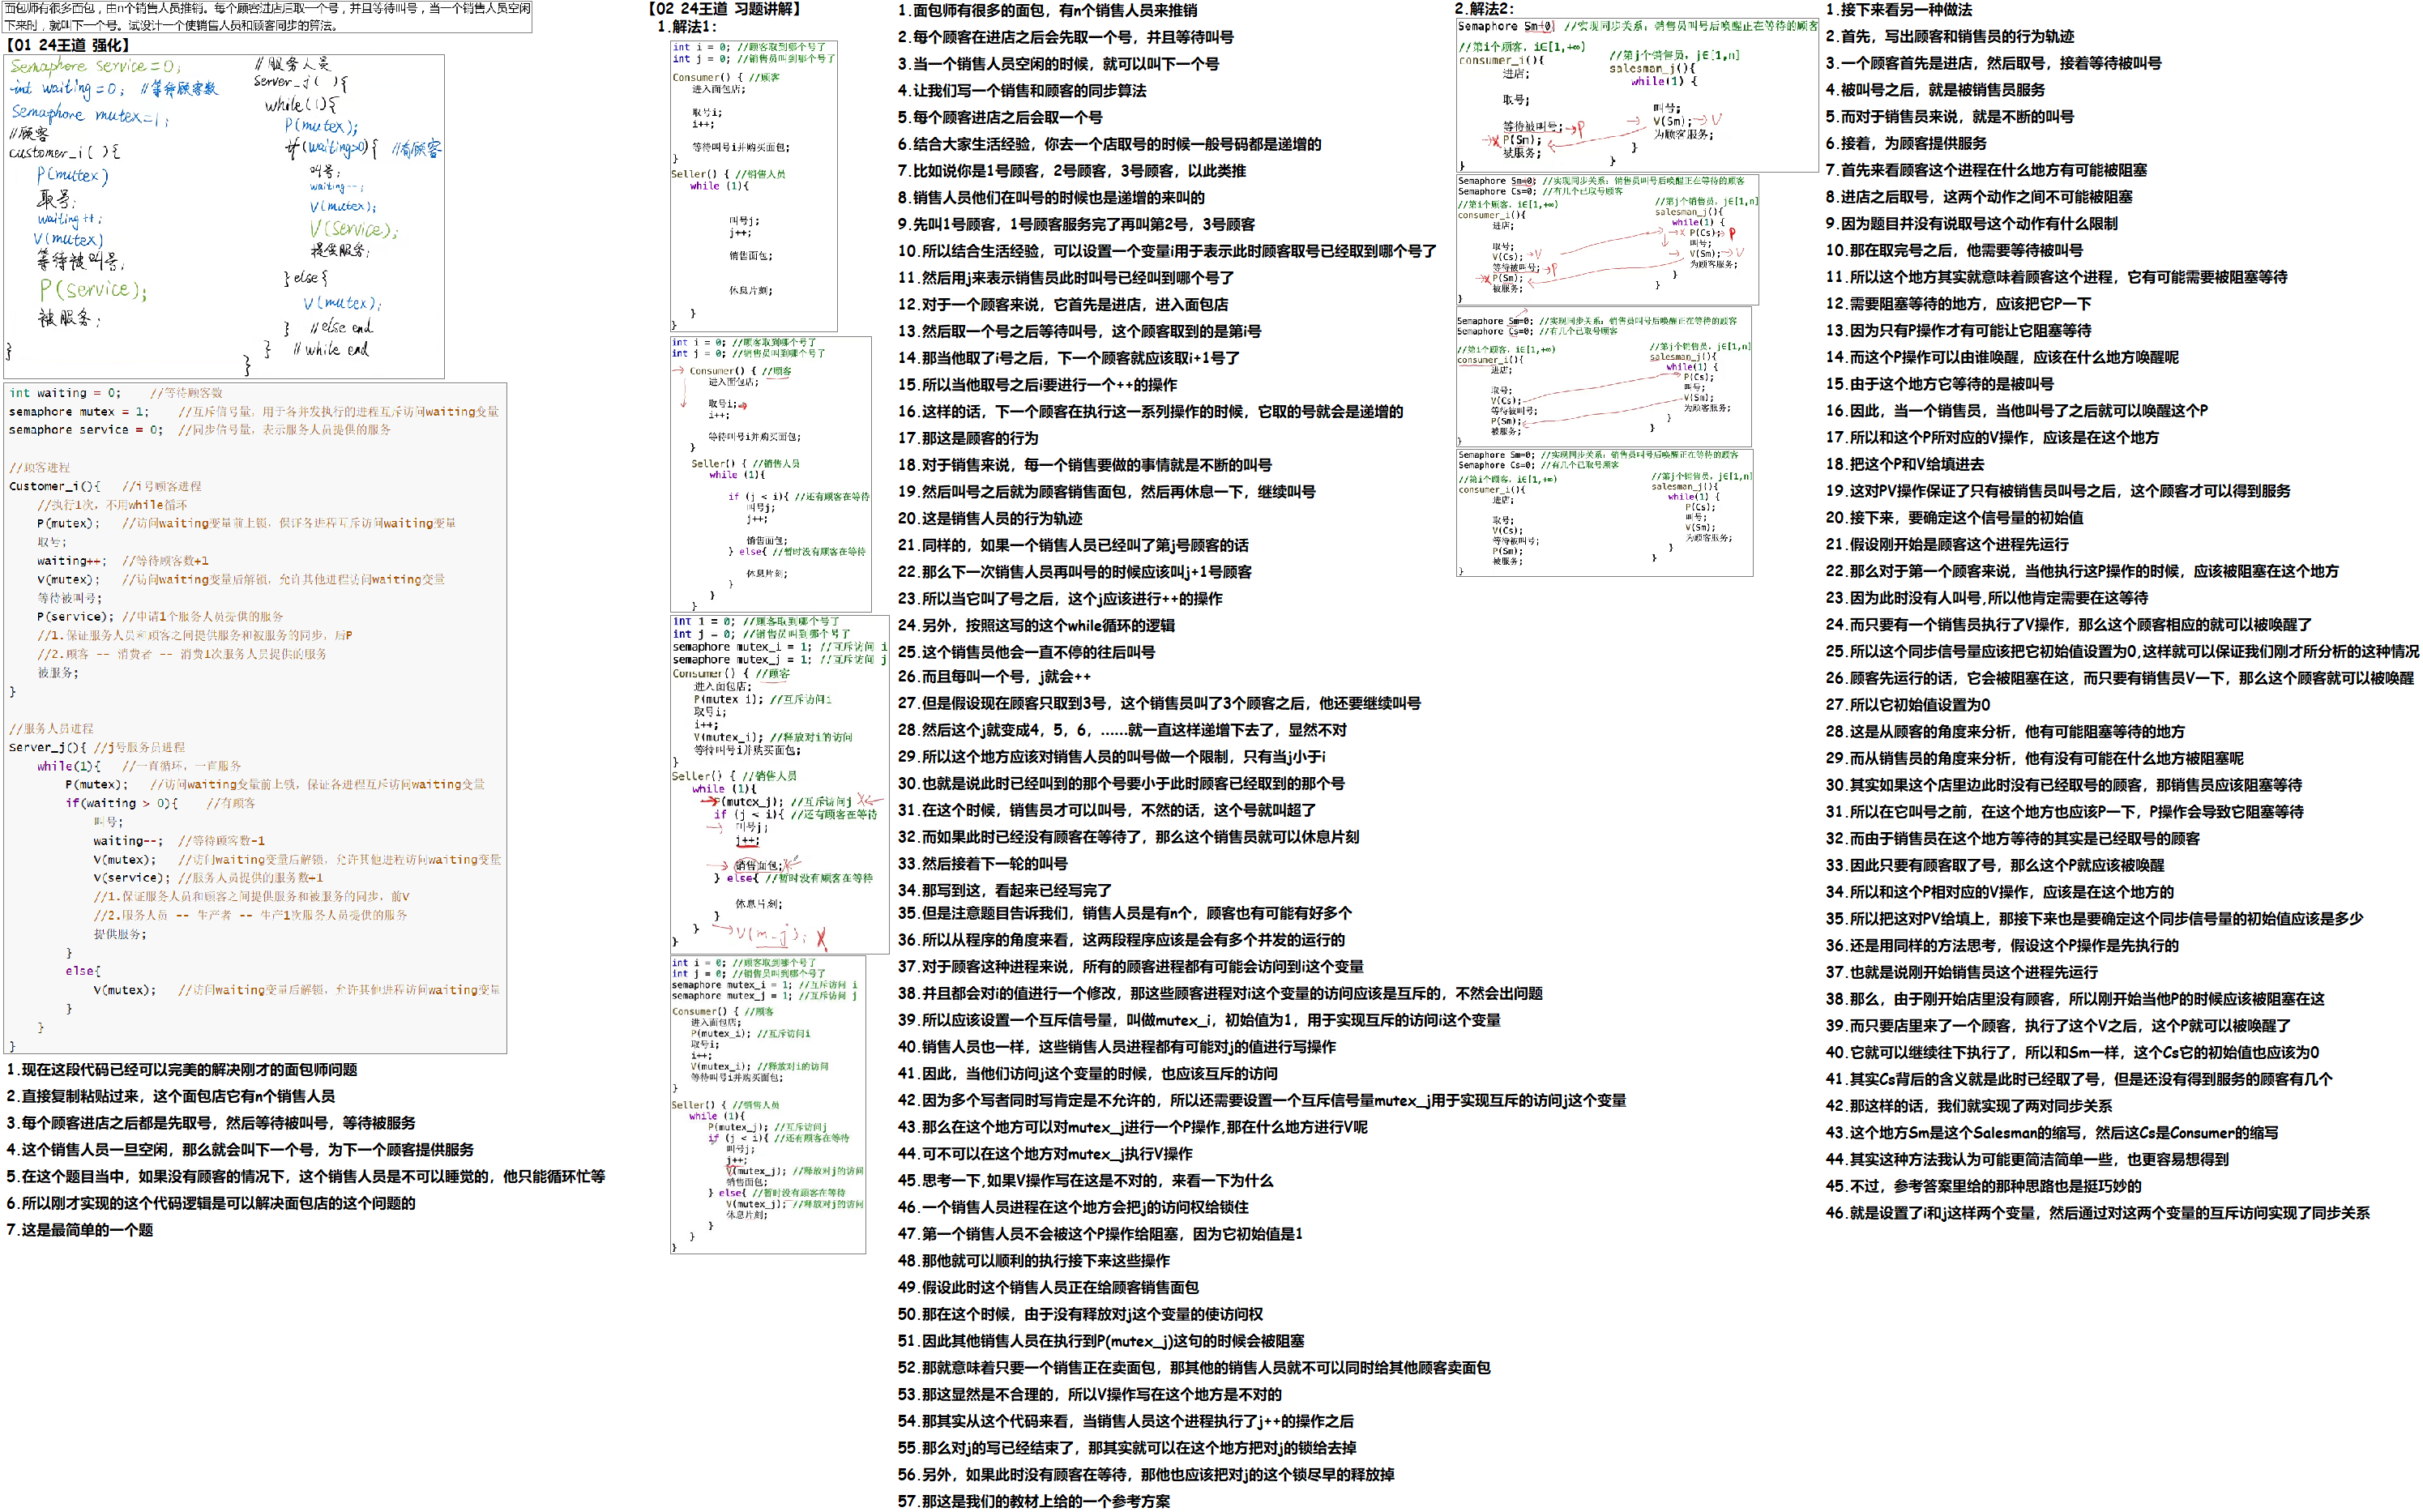 面包师有很多面包，由n个销售人员推销。每个顾客进店后取一个号，并且等待叫号，当一个销售人员空闲
下来时，就叫下一个号。试设计一个使销售人员和顾客同步的算法。
【01 24王道 强化】
Semaphore service=0;
int waiting=0; //等待顾客数
Semaphore mutex=1;
//顾客
customer_i( ){
P(mutex)
取号;
waiting++;
V(mutex)
等待被叫号;
P(service);
被服务;
}
//服务人员
Server_j( ){
while(1){
P(mutex);
if(waiting>0){ //有顾客
叫号;
waiting--;
V(mutex);
V(service);
提供服务;
}else{
V(mutex);
} //else end
} //while end
}
int waiting = 0; //等待顾客数
semaphore mutex = 1; //互斥信号量，用于各并发执行的进程互斥访问waiting变量
semaphore service = 0; //同步信号量，表示服务人员提供的服务
//顾客进程
Customer_i(){ //i号顾客进程
//执行1次，不用while循环
P(mutex); //访问waiting变量前上锁，保证各进程互斥访问waiting变量
取号;
waiting++; //等待顾客数+1
V(mutex); //访问waiting变量后解锁，允许其他进程访问waiting变量
等待被叫号;
P(service); //申请1个服务人员提供的服务
//1.保证服务人员和顾客之间提供服务和被服务的同步，后P
//2.顾客 -- 消费者 -- 消费1次服务人员提供的服务
被服务;
}
//服务人员进程
Server_j(){ //j号服务员进程
while(1){ //一直循环，一直服务
P(mutex); //访问waiting变量前上锁，保证各进程互斥访问waiting变量
if(waiting > 0){ //有顾客
叫号;
waiting--; //等待顾客数-1
V(mutex); //访问waiting变量后解锁，允许其他进程访问waiting变量
V(service); //服务人员提供的服务数+1
//1.保证服务人员和顾客之间提供服务和被服务的同步，前V
//2.服务人员 -- 生产者 -- 生产1次服务人员提供的服务
提供服务;
}
else{
V(mutex); //访问waiting变量后解锁，允许其他进程访问waiting变量
}
}
}
1.现在这段代码已经可以完美的解决刚才的面包师问题
2.直接复制粘贴过来，这个面包店它有n个销售人员
3.每个顾客进店之后都是先取号，然后等待被叫号，等待被服务
4.这个销售人员一旦空闲，那么就会叫下一个号，为下一个顾客提供服务
5.在这个题目当中，如果没有顾客的情况下，这个销售人员是不可以睡觉的，他只能循环忙等
6.所以刚才实现的这个代码逻辑是可以解决面包店的这个问题的
7.这是最简单的一个题
【02 24王道 习题讲解】
1.解法1：
int i = 0; //顾客取到哪个号了
int j = 0; //销售员叫到哪个号了
Consumer() { //顾客
进入面包店;
取号i;
i++;
等待叫号i并购买面包;
}
Seller() { //销售人员
while (1){
叫号j;
j++;
销售面包;
休息片刻;
}
}
int i = 0; //顾客取到哪个号了
int j = 0; //销售员叫到哪个号了
Consumer() { //顾客
进入面包店;
取号i;
i++;
等待叫号i并购买面包;
}
Seller() { //销售人员
while (1){
if (j < i){ //还有顾客在等待
叫号j;
j++;
销售面包;
} else{ //暂时没有顾客在等待
休息片刻;
}
}
}
int i = 0; //顾客取到哪个号了
int j = 0; //销售员叫到哪个号了
semaphore mutex_i = 1; //互斥访问 i
semaphore mutex_j = 1; //互斥访问 j
Consumer() { //顾客
进入面包店;
P(mutex_i); //互斥访问i
取号i;
i++;
V(mutex_i); //释放对i的访问
等待叫号i并购买面包;
}
Seller() { //销售人员
while (1){
P(mutex_j); //互斥访问j
if (j < i){ //还有顾客在等待
叫号j;
j++;
销售面包;
} else{ //暂时没有顾客在等待
休息片刻;
}
} V(m-j); X
}
int i = 0; //顾客取到哪个号了
int j = 0; //销售员叫到哪个号了
semaphore mutex_i = 1; //互斥访问 i
semaphore mutex_j = 1; //互斥访问 j
Consumer() { //顾客
进入面包店;
P(mutex_i); //互斥访问i
取号i;
i++;
V(mutex_i); //释放对i的访问
等待叫号i并购买面包;
}
Seller() { //销售人员
while (1){
P(mutex_j); //互斥访问j
if (j < i){ //还有顾客在等待
叫号j;
j++;
V(mutex_j); //释放对j的访问
销售面包;
} else{ //暂时没有顾客在等待
V(mutex_j); //释放对j的访问
休息片刻;
}
}
}
1.面包师有很多的面包，有n个销售人员来推销
2.每个顾客在进店之后会先取一个号，并且等待叫号
3.当一个销售人员空闲的时候，就可以叫下一个号
4.让我们写一个销售和顾客的同步算法
5.每个顾客进店之后会取一个号
6.结合大家生活经验，你去一个店取号的时候一般号码都是递增的
7.比如说你是1号顾客，2号顾客，3号顾客，以此类推
8.销售人员他们在叫号的时候也是递增的来叫的
9.先叫1号顾客，1号顾客服务完了再叫第2号，3号顾客
10.所以结合生活经验，可以设置一个变量i用于表示此时顾客取号已经取到哪个号了
11.然后用j来表示销售员此时叫号已经叫到哪个号了
12.对于一个顾客来说，它首先是进店，进入面包店
13.然后取一个号之后等待叫号，这个顾客取到的是第i号
14.那当他取了i号之后，下一个顾客就应该取i+1号了
15.所以当他取号之后i要进行一个++的操作
16.这样的话，下一个顾客在执行这一系列操作的时候，它取的号就会是递增的
17.那这是顾客的行为
18.对于销售来说，每一个销售要做的事情就是不断的叫号
19.然后叫号之后就为顾客销售面包，然后再休息一下，继续叫号
20.这是销售人员的行为轨迹
21.同样的，如果一个销售人员已经叫了第j号顾客的话
22.那么下一次销售人员再叫号的时候应该叫j+1号顾客
23.所以当它叫了号之后，这个j应该进行++的操作
24.另外，按照这写的这个while循环的逻辑
25.这个销售员他会一直不停的往后叫号
26.而且每叫一个号，j就会++
27.但是假设现在顾客只取到3号，这个销售人员叫了3个顾客之后，他还要继续叫号
28.然后这个j就变成4，5，6，……就一直这样递增下去了，显然不对
29.所以这个地方应该对销售人员的叫号做一个限制，只有当j小于i
30.也就是说此时已经叫到的那个号要小于此时顾客已经取到的那个号
31.在这个时候，销售员才可以叫号，不然的话，这个号就叫超了
32.而如果此时已经没有顾客在等待了，那么这个销售员就可以休息片刻
33.然后接着下一轮的叫号
34.那写到这，看起来已经写完了
35.但是注意题目告诉我们，销售人员是有n个，顾客也有可能有好多个
36.所以从程序的角度来看，这两段程序应该是会有多个并发的运行的
37.对于顾客这种进程来说，所有的顾客进程都有可能会访问到i这个变量
38.并且都会对i的值进行一个修改，那这些顾客进程对i这个变量的访问应该是互斥的，不然会出问题
39.所以应该设置一个互斥信号量，叫做mutex_i，初始值为1，用于实现互斥的访问i这个变量
40.销售人员也一样，这些销售人员进程都有可能对j的值进行写操作
41.因此，当他们访问j这个变量的时候，也应该互斥的访问
42.因为多个写者同时写肯定是不允许的，所以还需要设置一个互斥信号量mutex_j用于实现互斥的访问j这个变量
43.那么在这个地方可以对mutex_j进行一个P操作,那在什么地方进行V呢
44.可不可以在这个地方对mutex_j执行V操作
45.思考一下,如果V操作写在这是不对的，来看一下为什么
46.一个销售人员进程在这个地方会把j的访问权给锁住
47.第一个销售人员不会被这个P操作给阻塞，因为它初始值是1
48.那他就可以顺利的执行接下来这些操作
49.假设此时这个销售人员正在给顾客销售面包
50.那在这个时候，由于没有释放对j这个变量的使访问权
51.因此其他销售人员在执行到P(mutex_j)这句的时候会被阻塞
52.那就意味着只要一个销售正在卖面包，那其他的销售人员就不可以同时给其他顾客卖面包
53.那这显然是不合理的，所以V操作写在这个地方是不对的
54.那其实从这个代码来看，当销售人员这个进程执行了j++的操作之后
55.那么对j的写已经结束了，那其实就可以在这个地方把对j的锁给去掉
56.另外，如果此时没有顾客在等待，那他也应该把对j的这个锁尽早的释放掉
57.那这是我们的教材上给的一个参考方案
2.解法2：
Semaphore Sm=0; //实现同步关系：销售员叫号后唤醒正在等待的顾客
//第i个顾客，i∈[1,+∞)
consumer_i(){
进店;
取号;
等待被叫号; P
P(Sm);
被服务;
}
//第j个销售员，j∈[1,n]
salesman_j(){
while(1) {
叫号;
V(Sm); V
为顾客服务;
}
}
Semaphore Sm=0; //实现同步关系：销售员叫号后唤醒正在等待的顾客
Semaphore Cs=0; //有几个已取号顾客
//第i个顾客，i∈[1,+∞)
consumer_i(){
进店;
取号;
V(Cs); V
等待被叫号; P
P(Sm);
被服务;
}
//第j个销售员，j∈[1,n]
salesman_j(){
while(1) {
P(Cs); P
叫号;
V(Sm); V
为顾客服务;
}
}
Semaphore Sm=0; //实现同步关系：销售员叫号后唤醒正在等待的顾客
Semaphore Cs=0; //有几个已取号顾客
//第i个顾客，i∈[1,+∞)
consumer_i(){
进店;
取号;
V(Cs);
等待被叫号;
P(Sm);
被服务;
}
//第j个销售员，j∈[1,n]
salesman_j(){
while(1) {
P(Cs);
叫号;
V(Sm);
为顾客服务;
}
}
Semaphore Sm=0; //实现同步关系：销售员叫号后唤醒正在等待的顾客
Semaphore Cs=0; //有几个已取号顾客
//第i个顾客，i∈[1,+∞)
consumer_i(){
进店;
取号;
V(Cs);
等待被叫号;
P(Sm);
被服务;
}
//第j个销售员，j∈[1,n]
salesman_j(){
while(1) {
P(Cs);
叫号;
V(Sm);
为顾客服务;
}
}
1.接下来看另一种做法
2.首先，写出顾客和销售员的行为轨迹
3.一个顾客首先是进店，然后取号，接着等待被叫号
4.被叫号之后，就是被销售员服务
5.而对于销售员来说，就是不断的叫号
6.接着，为顾客提供服务
7.首先来看顾客这个进程在什么地方有可能被阻塞
8.进店之后取号，这两个动作之间不可能被阻塞
9.因为题目并没有说取号这个动作有什么限制
10.那在取完号之后，他需要等待被叫号
11.所以这个地方其实就意味着顾客这个进程，它有可能需要被阻塞等待
12.需要阻塞等待的地方，应该把它P一下
13.因为只有P操作才有可能让它阻塞等待
14.而这个P操作可以由谁唤醒，应该在什么地方唤醒呢
15.由于这个地方它等待的是被叫号
16.因此，当一个销售员，当他叫号了之后就可以唤醒这个P
17.所以和这个P所对应的V操作，应该是在这个地方
18.把这个P和V给填进去
19.这对PV操作保证了只有被销售员叫号之后，这个顾客才可以得到服务
20.接下来，要确定这个信号量的初始值
21.假设刚开始是顾客这个进程先运行
22.那么对于第一个顾客来说，当他执行这P操作的时候，应该被阻塞在这个地方
23.因为此时没有人叫号,所以他肯定需要在这等待
24.而只要有一个销售员执行了V操作，那么这个顾客相应的就可以被唤醒了
25.所以这个同步信号量应该把它初始值设置为0,这样就可以保证我们刚才所分析的这种情况
26.顾客先运行的话，它会被阻塞在这，而只要有销售员V一下，那么这个顾客就可以被唤醒
27.所以它初始值设置为0
28.这是从顾客的角度来分析，他有可能阻塞等待的地方
29.而从销售员的角度来分析，他有没有可能在什么地方被阻塞呢
30.其实如果这个店里边此时没有已经取号的顾客，那销售员应该阻塞等待
31.所以在它叫号之前，在这个地方也应该P一下，P操作会导致它阻塞等待
32.而由于销售员在这个地方等待的其实是已经取号的顾客
33.因此只要有顾客取了号，那么这个P就应该被唤醒
34.所以和这个P相对应的V操作，应该是在这个地方的
35.所以把这对PV给填上，那接下来也是要确定这个同步信号量的初始值应该是多少
36.还是用同样的方法思考，假设这个P操作是先执行的
37.也就是说刚开始销售员这个进程先运行
38.那么，由于刚开始店里没有顾客，所以刚开始当他P的时候应该被阻塞在这
39.而只要店里来了一个顾客，执行了这个V之后，这个P就可以被唤醒了
40.它就可以继续往下执行了，所以和Sm一样，这个Cs它的初始值也应该为0
41.其实Cs背后的含义就是此时已经取了号，但是还没有得到服务的顾客有几个
42.那这样的话，我们就实现了两对同步关系
43.这个地方Sm是这个Salesman的缩写，然后这Cs是Consumer的缩写
44.其实这种方法我认为可能更简洁简单一些，也更容易想得到
45.不过，参考答案里给的那种思路也是挺巧妙的
46.就是设置了i和j这样两个变量，然后通过对这两个变量的互斥访问实现了同步关系